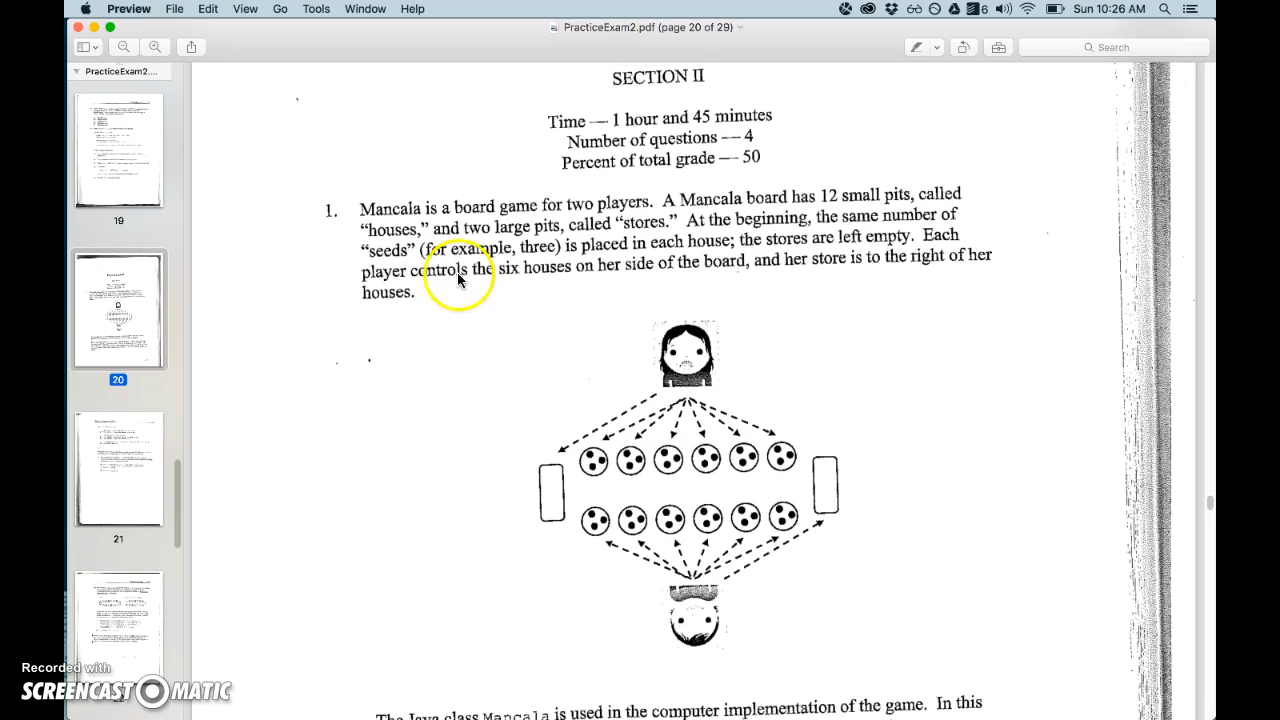 Preview File Edit View Go Tools Window Help 6 Sun 10:26 AM
PracticeExam2.pdf (page 20 of 29)
Search
PracticeExam2....
19
20
21
SECTION II
Time — 1 hour and 45 minutes
Number of questions — 4
Percent of total grade — 50
1. Mancala is a board game for two players. A Mancala board has 12 small pits, called
“houses,” and two large pits, called “stores.” At the beginning, the same number of
“seeds” (for example, three) is placed in each house; the stores are left empty. Each
player controls the six houses on her side of the board, and her store is to the right of her
houses.
The Java class Mancala is used in the computer implementation of the game. In this
Recorded with
SCREENCAST MATIC